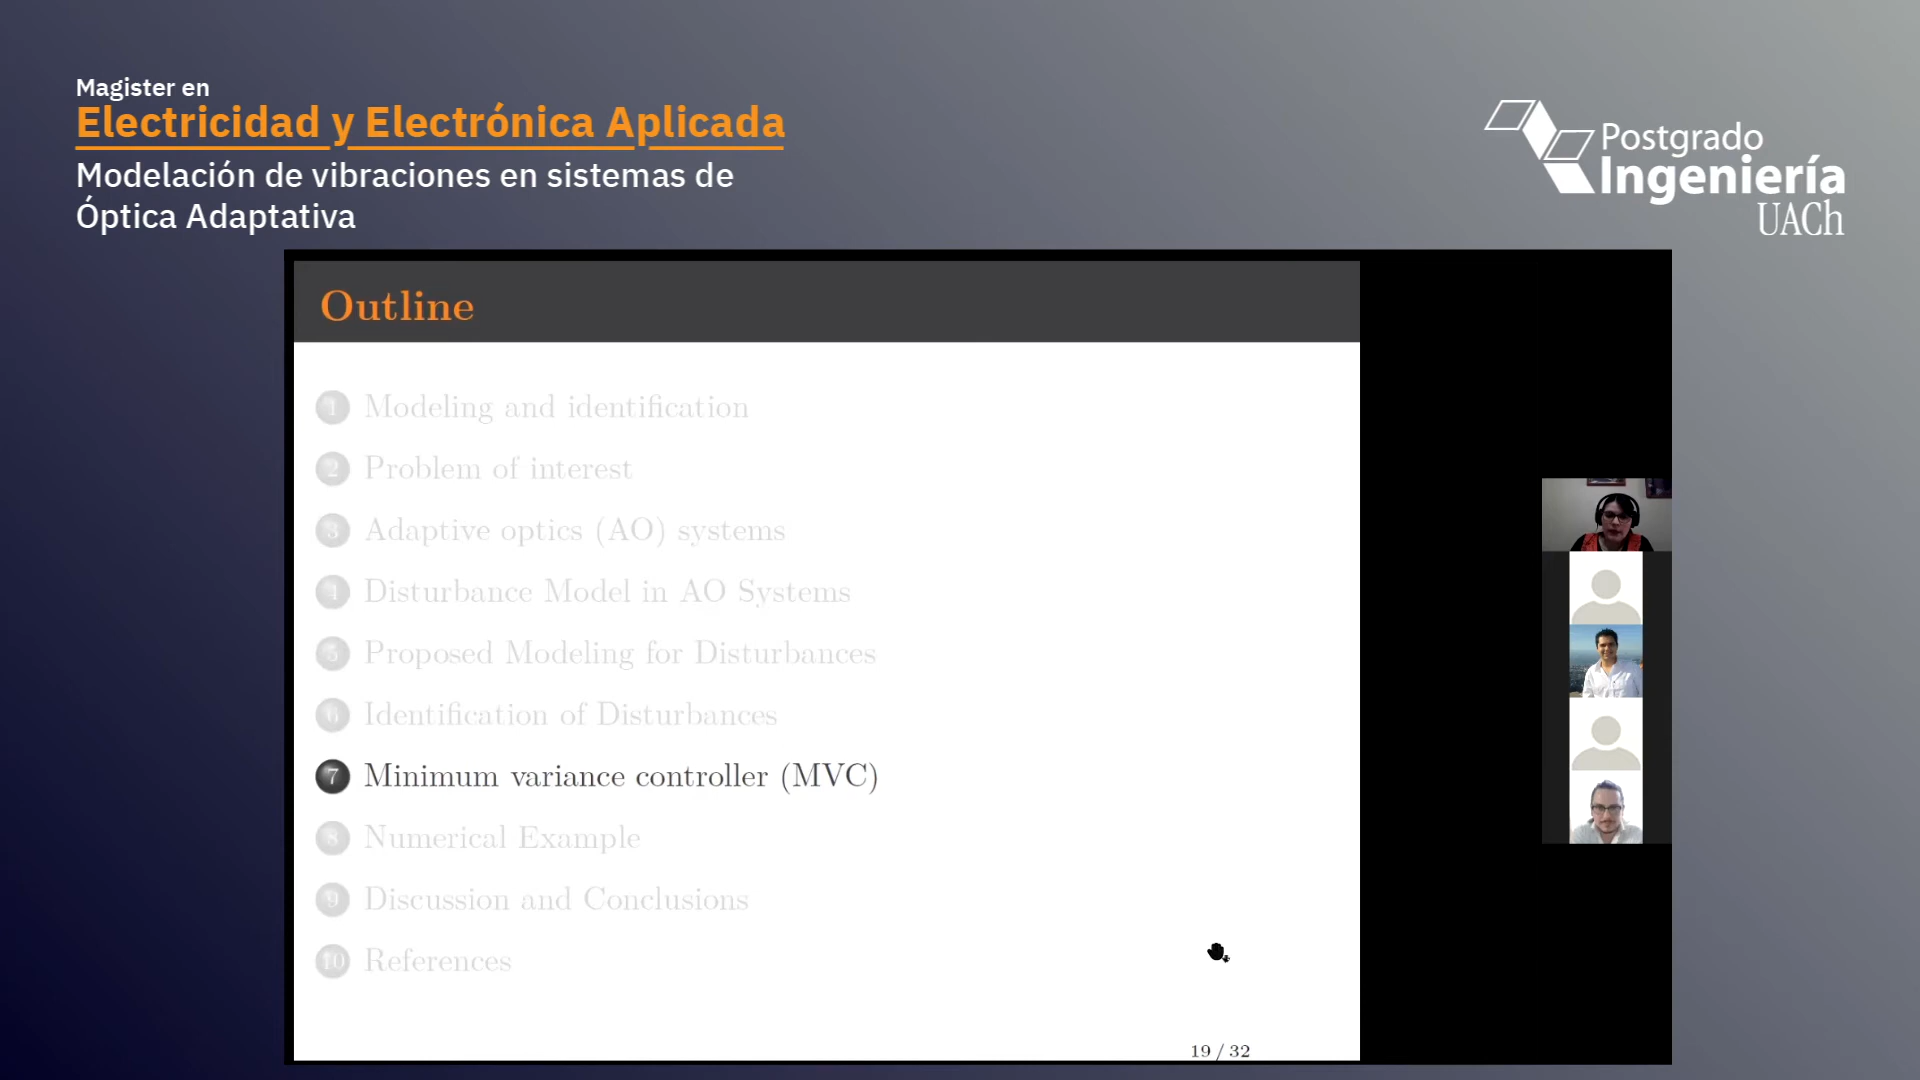 Magister en
Electricidad y Electrónica Aplicada
Modelación de vibraciones en sistemas de
Óptica Adaptativa
Postgrado
Ingeniería
UACh
Outline
1 Modeling and identification
2 Problem of interest
3 Adaptive optics (AO) systems
4 Disturbance Model in AO Systems
5 Proposed Modeling for Disturbances
6 Identification of Disturbances
7 Minimum variance controller (MVC)
8 Numerical Example
9 Discussion and Conclusions
10 References
19 / 32